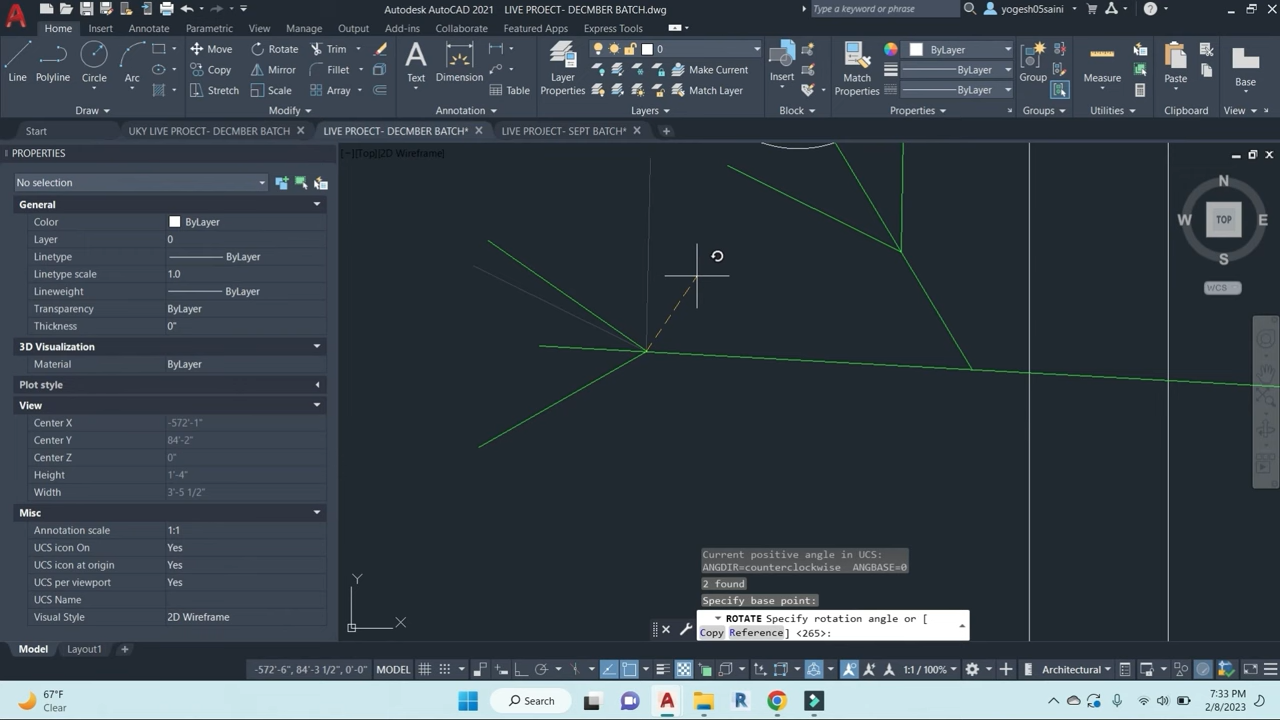 Autodesk AutoCAD 2021 LIVE PROJECT- DECMBER BATCH.dwg
Type a keyword or phrase
yogesh05saini
Home Insert Annotate Parametric View Manage Output Add-ins Collaborate Featured Apps Express Tools
Line Polyline Circle Arc
Move Rotate Trim
Copy Mirror Fillet
Stretch Scale Array
Text Dimension Table
Layer Properties
0
Make Current
Match Layer
Insert
Match Properties
ByLayer
ByLayer
ByLayer
Group Measure Paste Base
Draw Modify Annotation Layers Block Properties Groups Utilities Clipboard View
Start UKY LIVE PROECT- DECMBER BATCH LIVE PROECT- DECMBER BATCH* LIVE PROJECT- SEPT BATCH*
PROPERTIES
[−][Top][2D Wireframe]
No selection
General
Color ByLayer
Layer 0
Linetype ByLayer
Linetype scale 1.0
Lineweight ByLayer
Transparency ByLayer
Thickness 0"
3D Visualization
Material ByLayer
Plot style
View
Center X -572'-1"
Center Y 84'-2"
Center Z 0"
Height 1'-4"
Width 3'-5 1/2"
Misc
Annotation scale 1:1
UCS icon On Yes
UCS icon at origin Yes
UCS per viewport Yes
UCS Name
Visual Style 2D Wireframe
N
W TOP E
S
WCS
Y
X
Current positive angle in UCS:
ANGDIR=counterclockwise ANGBASE=0
2 found
Specify base point:
ROTATE Specify rotation angle or [
Copy Reference] <265>:
Model Layout1
-572'-6", 84'-3 1/2", 0'-0" MODEL 1:1 / 100% Architectural
67°F
Clear
Search
7:33 PM
2/8/2023